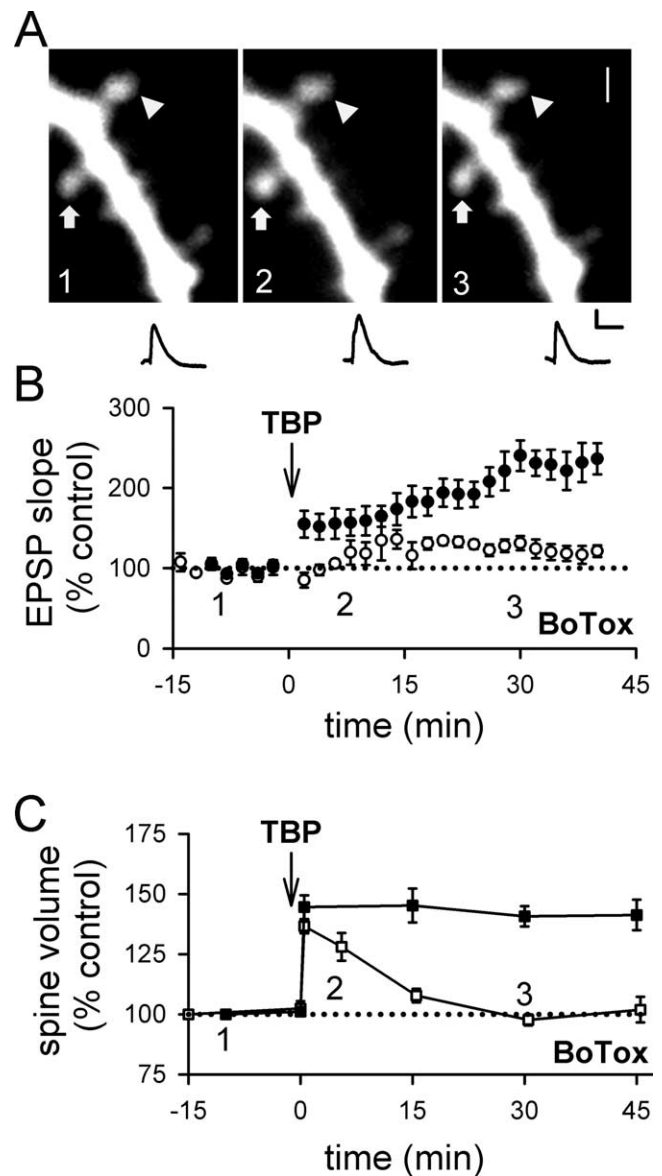 A
1 2 3
B
300
TBP
200
EPSP slope
(% control)
100
1 2 3
BoTox
0
-15 0 15 30 45
time (min)
C
175
TBP
150
spine volume
(% control)
125
2
100
1 3
BoTox
75
-15 0 15 30 45
time (min)